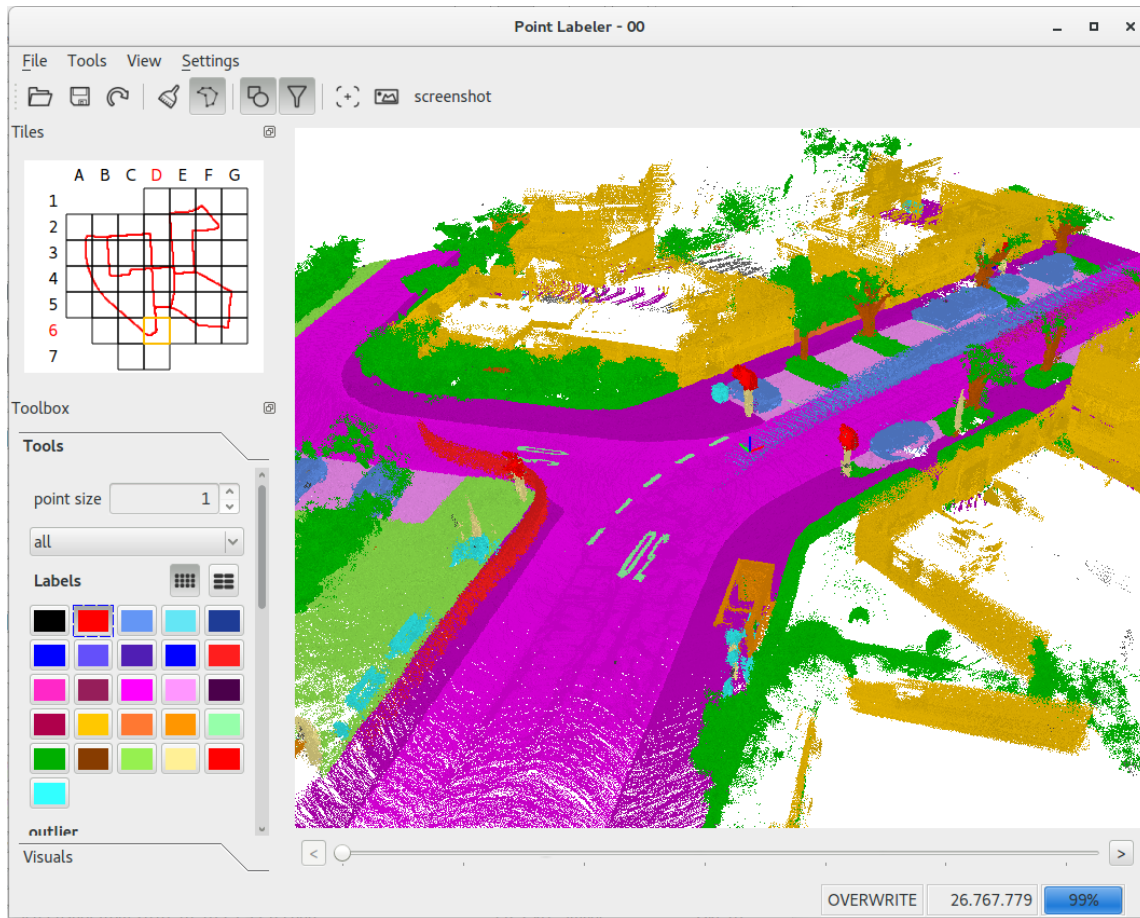 Point Labeler - 00
File Tools View Settings
screenshot
Tiles
A B C D E F G
1
2
3
4
5
6
7
Toolbox
Tools
point size 1
all
Labels
outlier
Visuals
30
OVERWRITE 26.767.779 99%